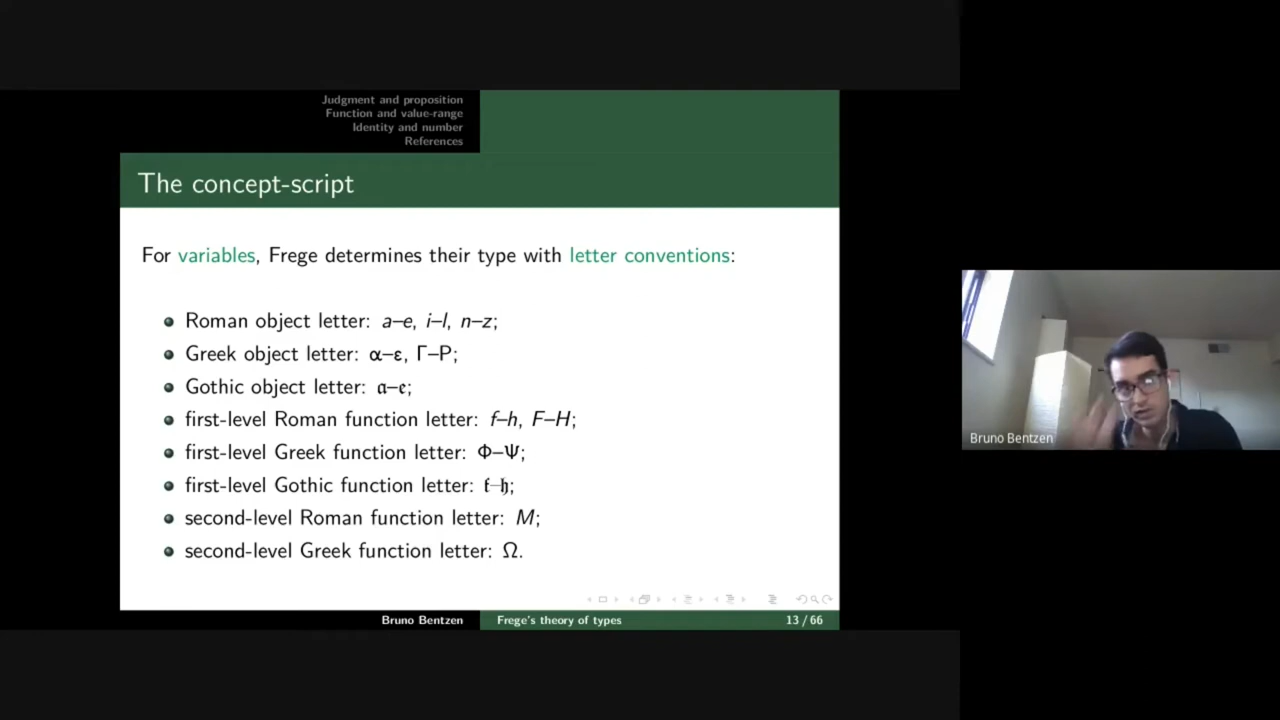 Judgment and proposition
Function and value-range
Identity and number
References
The concept-script
For variables, Frege determines their type with letter conventions:
Roman object letter: a–e, i–l, n–z;
Greek object letter: α–ε, Γ–Ρ;
Gothic object letter: 𝔞–𝔢;
first-level Roman function letter: f–h, F–H;
first-level Greek function letter: Φ–Ψ;
first-level Gothic function letter: 𝔣–𝔥;
second-level Roman function letter: M;
second-level Greek function letter: Ω.
Bruno Bentzen
Frege's theory of types
13 / 66
Bruno Bentzen